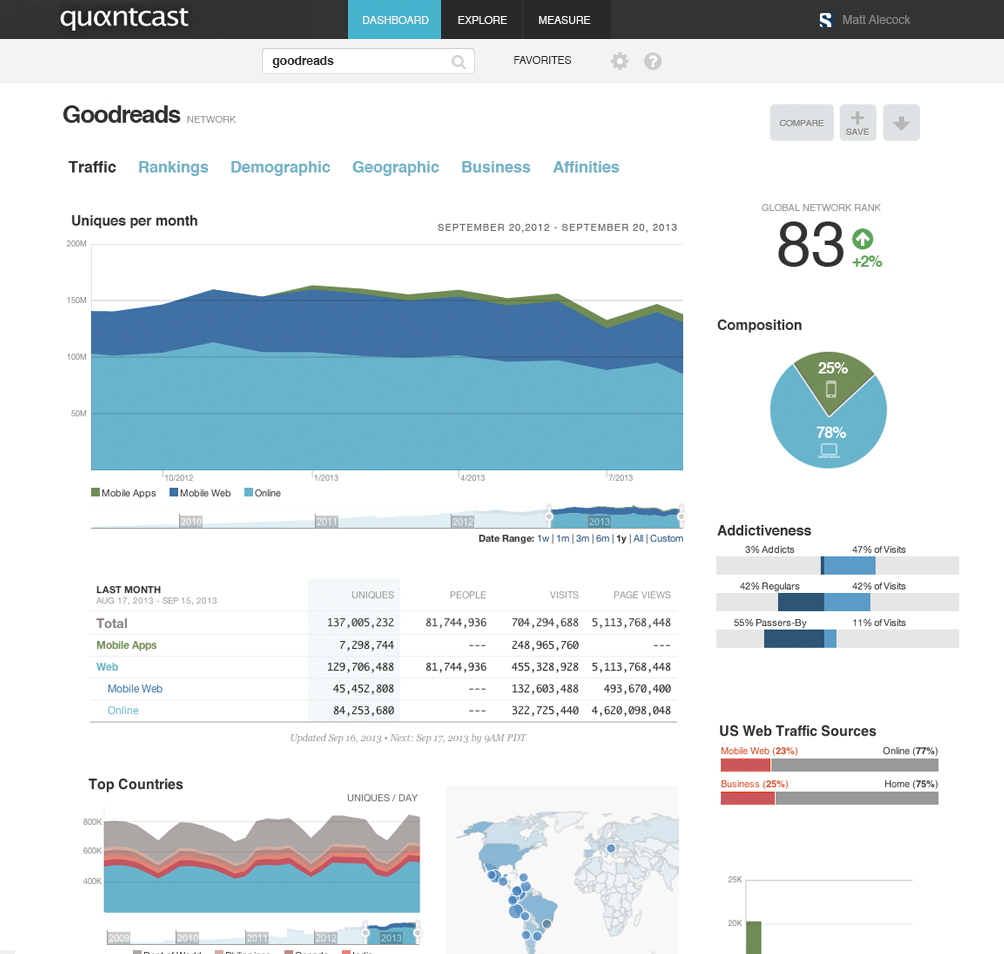 quantcast
DASHBOARD EXPLORE MEASURE
Matt Alecock
goodreads
FAVORITES
?
Goodreads NETWORK
COMPARE
SAVE
Traffic Rankings Demographic Geographic Business Affinities
Uniques per month
SEPTEMBER 20,2012 - SEPTEMBER 20, 2013
200M
150M
100M
50M
10/2012 1/2013 4/2013 7/2013
Mobile Apps Mobile Web Online
2010 2011 2012 2013
Date Range: 1w | 1m | 3m | 6m | 1y | All | Custom
LAST MONTH
AUG 17, 2013 - SEP 15, 2013
UNIQUES PEOPLE VISITS PAGE VIEWS
Total 137,005,232 81,744,936 704,294,688 5,113,768,448
Mobile Apps 7,298,744 --- 248,965,760 ---
Web 129,706,488 81,744,936 455,328,928 5,113,768,448
Mobile Web 45,452,808 --- 132,603,488 493,670,400
Online 84,253,680 --- 322,725,440 4,620,098,048
Updated Sep 16, 2013 • Next: Sep 17, 2013 by 9AM PDT
Top Countries
UNIQUES / DAY
800K
600K
400K
2009 2010 2011 2012 2013
GLOBAL NETWORK RANK
83
+2%
Composition
25%
78%
Addictiveness
3% Addicts 47% of Visits
42% Regulars 42% of Visits
55% Passers-By 11% of Visits
US Web Traffic Sources
Mobile Web (23%) Online (77%)
Business (25%) Home (75%)
25K
20K